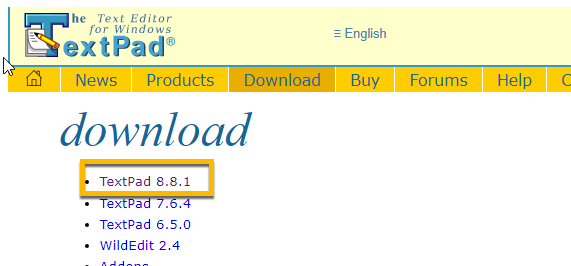 The Text Editor
for Windows
TextPad®
≡ English
News Products Download Buy Forums Help
download
• TextPad 8.8.1
• TextPad 7.6.4
• TextPad 6.5.0
• WildEdit 2.4